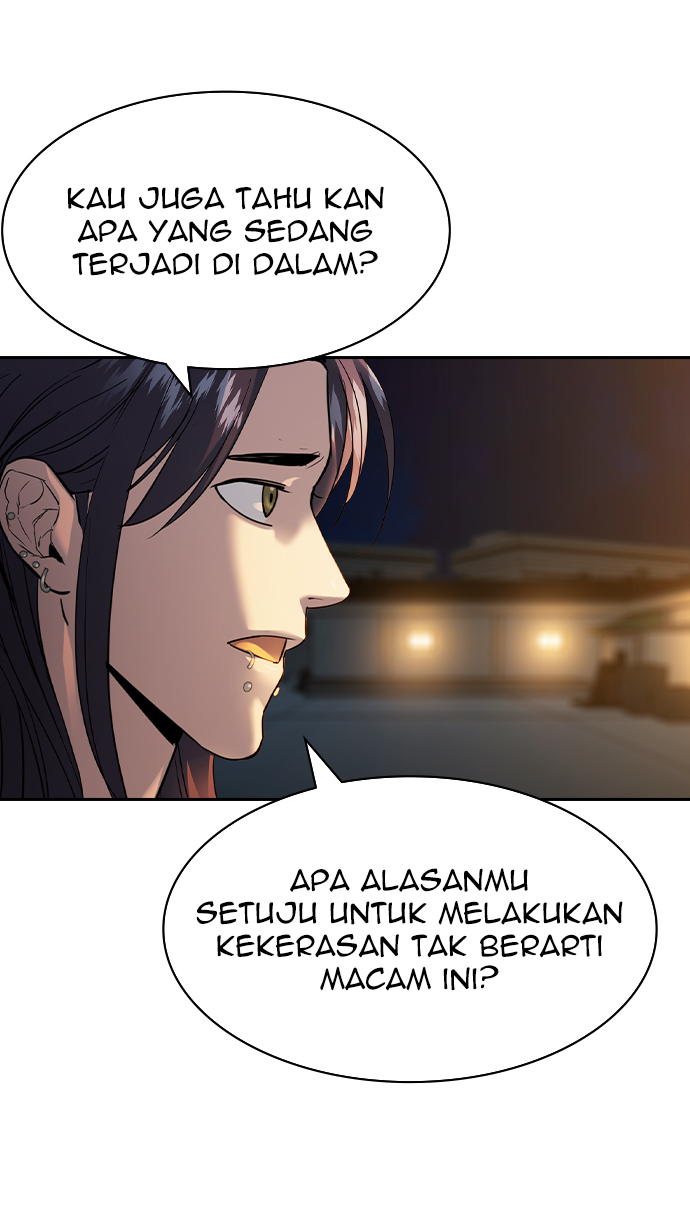 KAU JUGA TAHU KAN
APA YANG SEDANG
TERJADI DI DALAM?
APA ALASANMU
SETUJU UNTUK MELAKUKAN
KEKERASAN TAK BERARTI
MACAM INI?